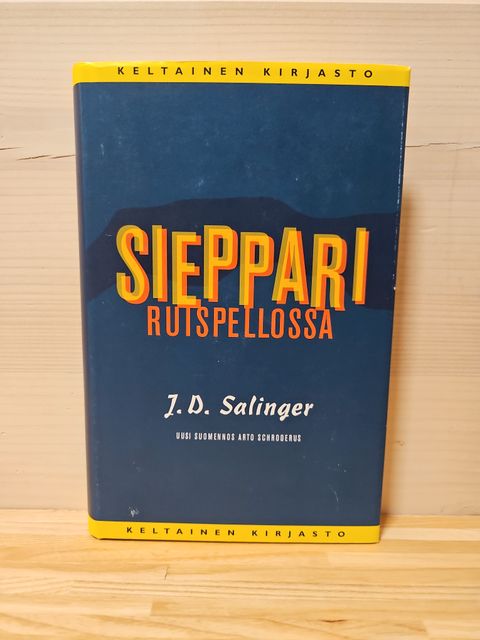 KELTAINEN KIRJASTO
SIEPPARI
RUISPELLOSSA
J. D. Salinger
UUSI SUOMENNOS ARTO SCHRODERUS
KELTAINEN KIRJASTO